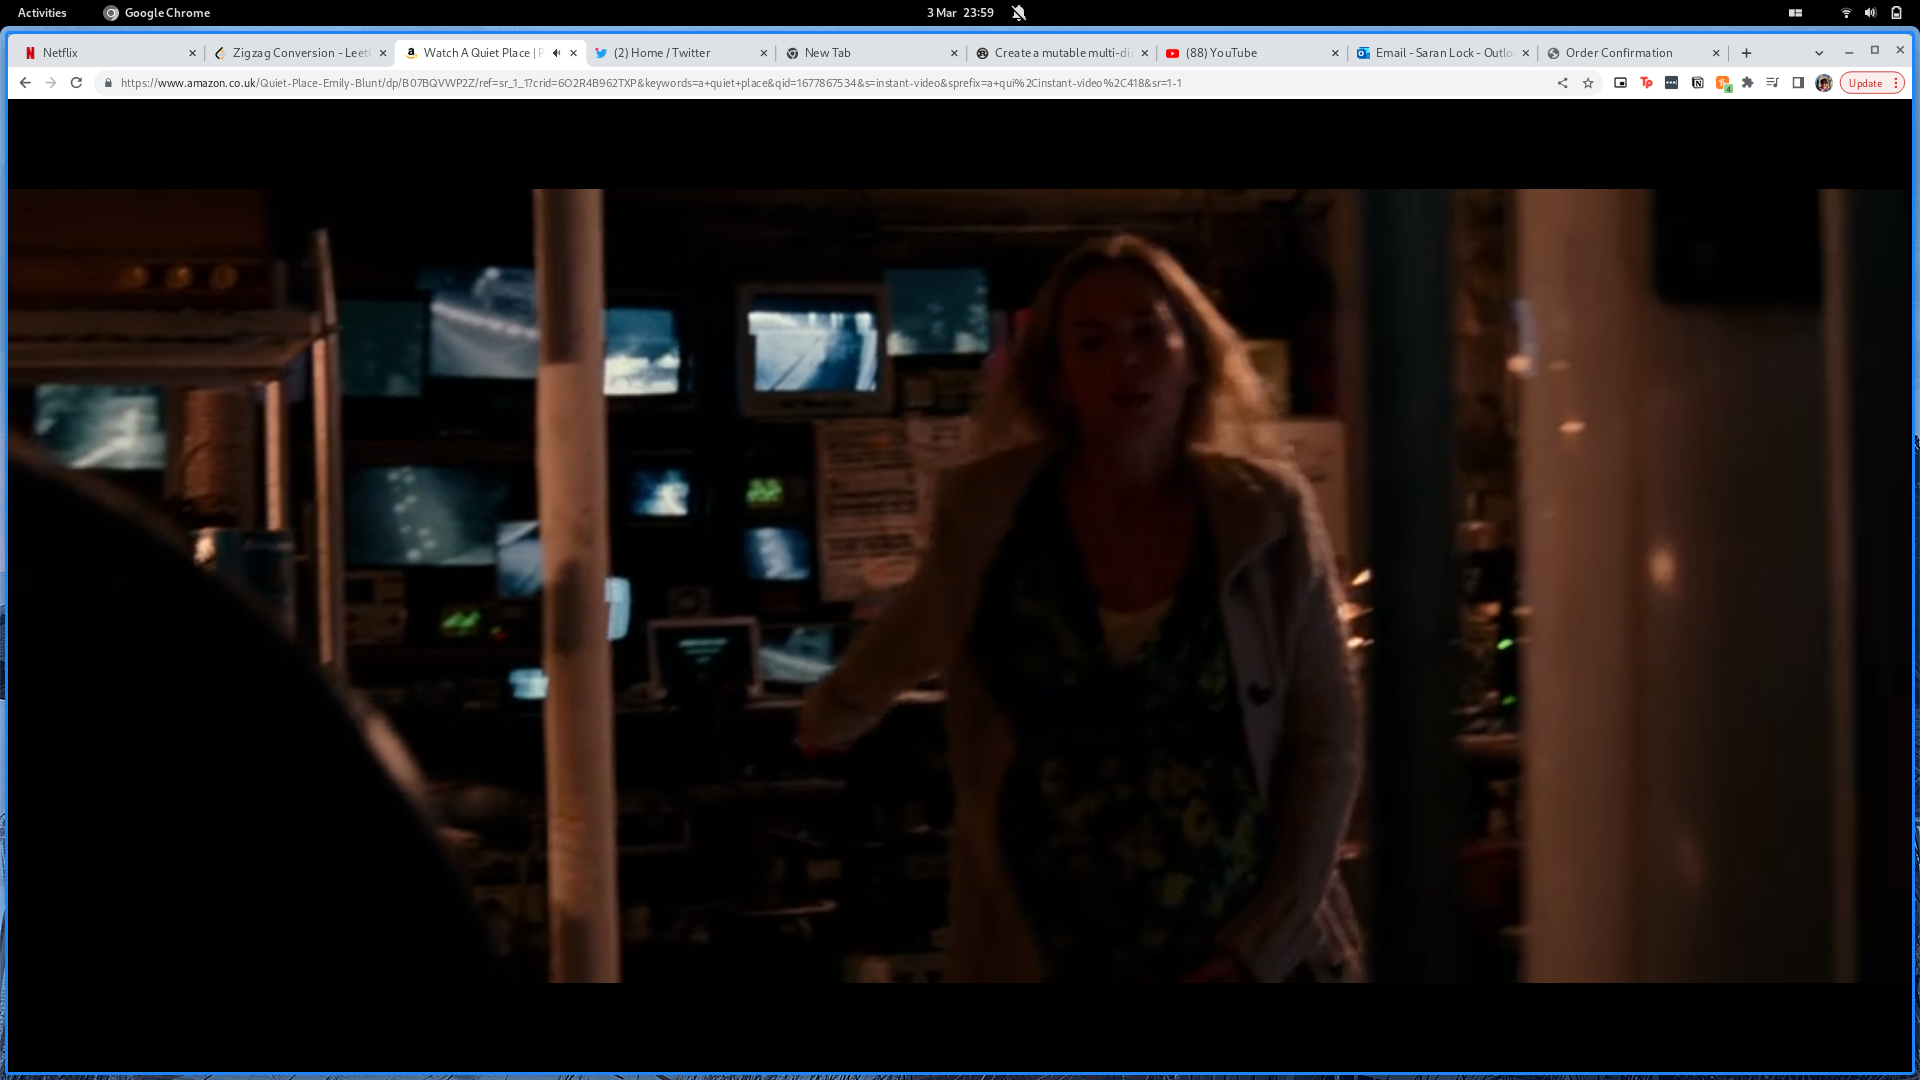 Activities
Google Chrome
3 Mar 23:59
Netflix
Zigzag Conversion - LeetC
Watch A Quiet Place | P
(2) Home / Twitter
New Tab
Create a mutable multi-di
(88) YouTube
Email - Saran Lock - Outlo
Order Confirmation
https://www.amazon.co.uk/Quiet-Place-Emily-Blunt/dp/B07BQVWP2Z/ref=sr_1_1?crid=6O2R4B962TXP&keywords=a+quiet+place&qid=1677867534&s=instant-video&sprefix=a+qui%2Cinstant-video%2C418&sr=1-1
Tp
4
Update